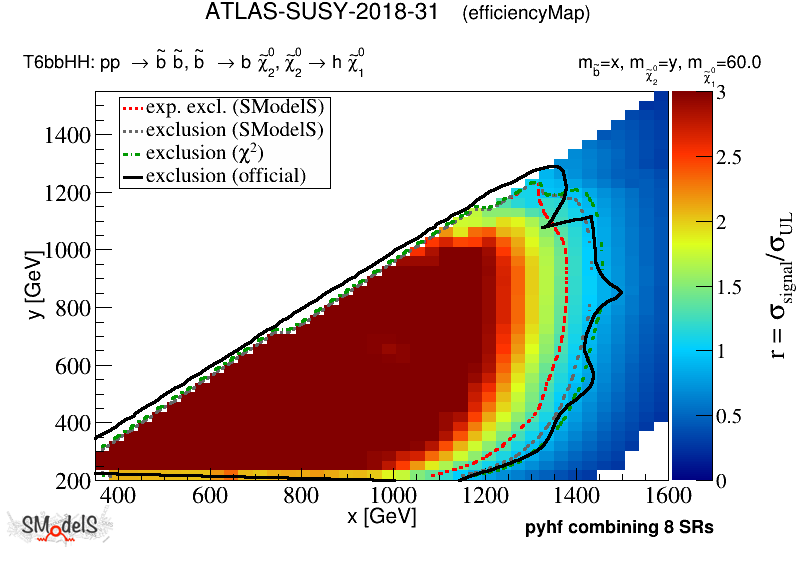 ATLAS-SUSY-2018-31 (efficiencyMap)
T6bbHH: pp → b̃ b̃, b̃ → b χ̃⁰₂, χ̃⁰₂ → h χ̃⁰₁
m_b̃=x, m_χ̃⁰₂=y, m_χ̃⁰₁=60.0
exp. excl. (SModelS)
exclusion (SModelS)
exclusion (χ²)
exclusion (official)
1400
1200
1000
800
600
400
200
y [GeV]
400 600 800 1000 1200 1400 1600
x [GeV]
3
2.5
2
1.5
1
0.5
0
r = σ_signal/σ_UL
SModelS
pyhf combining 8 SRs